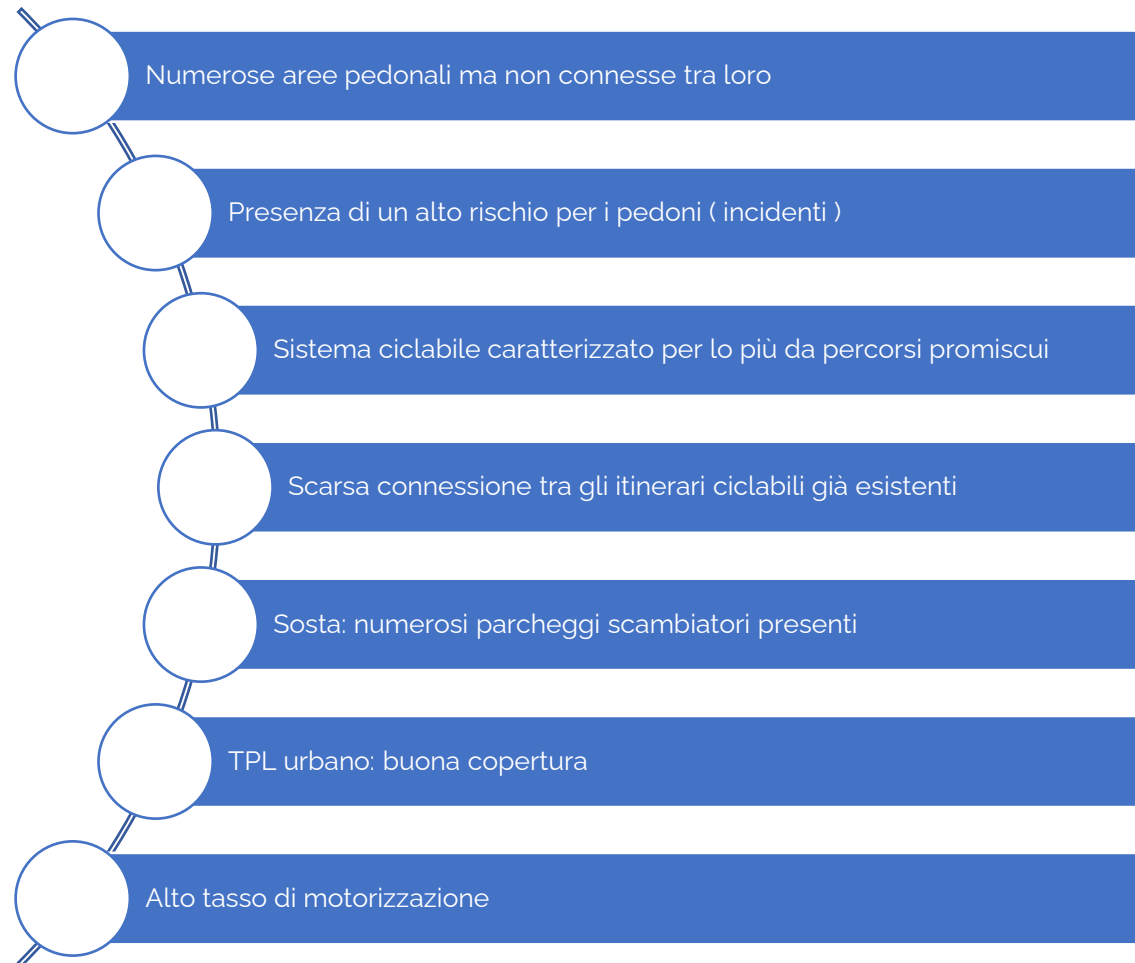 Numerose aree pedonali ma non connesse tra loro
Presenza di un alto rischio per i pedoni ( incidenti )
Sistema ciclabile caratterizzato per lo più da percorsi promiscui
Scarsa connessione tra gli itinerari ciclabili già esistenti
Sosta: numerosi parcheggi scambiatori presenti
TPL urbano: buona copertura
Alto tasso di motorizzazione